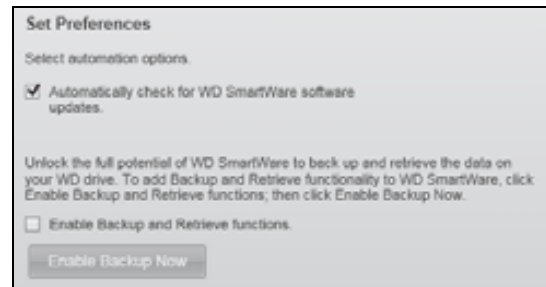 Set Preferences
Select automation options.
Automatically check for WD SmartWare software
updates.
Unlock the full potential of WD SmartWare to back up and retrieve the data on
your WD drive. To add Backup and Retrieve functionality to WD SmartWare, click
Enable Backup and Retrieve functions; then click Enable Backup Now.
Enable Backup and Retrieve functions.
Enable Backup Now